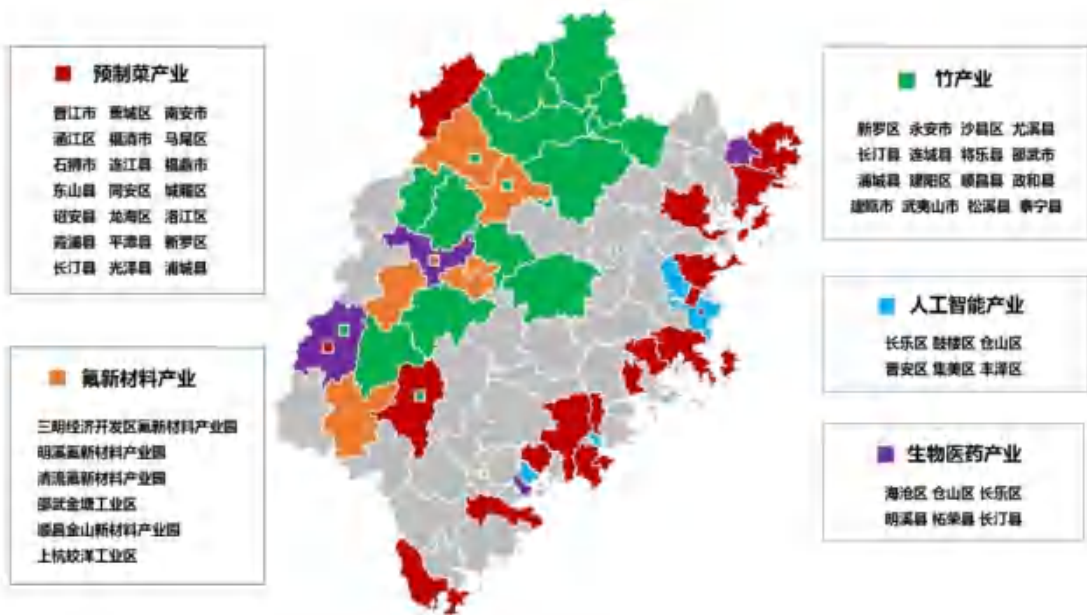 预制菜产业
晋江市 蕉城区 南安市
涵江区 福清市 马尾区
石狮市 连江县 福鼎市
东山县 同安区 城厢区
诏安县 龙海区 洛江区
霞浦县 平潭县 新罗区
长汀县 光泽县 浦城县
氟新材料产业
三明经济开发区氟新材料产业园
明溪氟新材料产业园
清流氟新材料产业园
邵武金塘工业区
顺昌金山新材料产业园
上杭蛟洋工业区
竹产业
新罗区 永安市 沙县区 尤溪县
长汀县 连城县 将乐县 邵武市
浦城县 建阳区 顺昌县 政和县
建瓯市 武夷山市 松溪县 泰宁县
人工智能产业
长乐区 鼓楼区 仓山区
晋安区 集美区 丰泽区
生物医药产业
海沧区 仓山区 长乐区
明溪县 柘荣县 长汀县